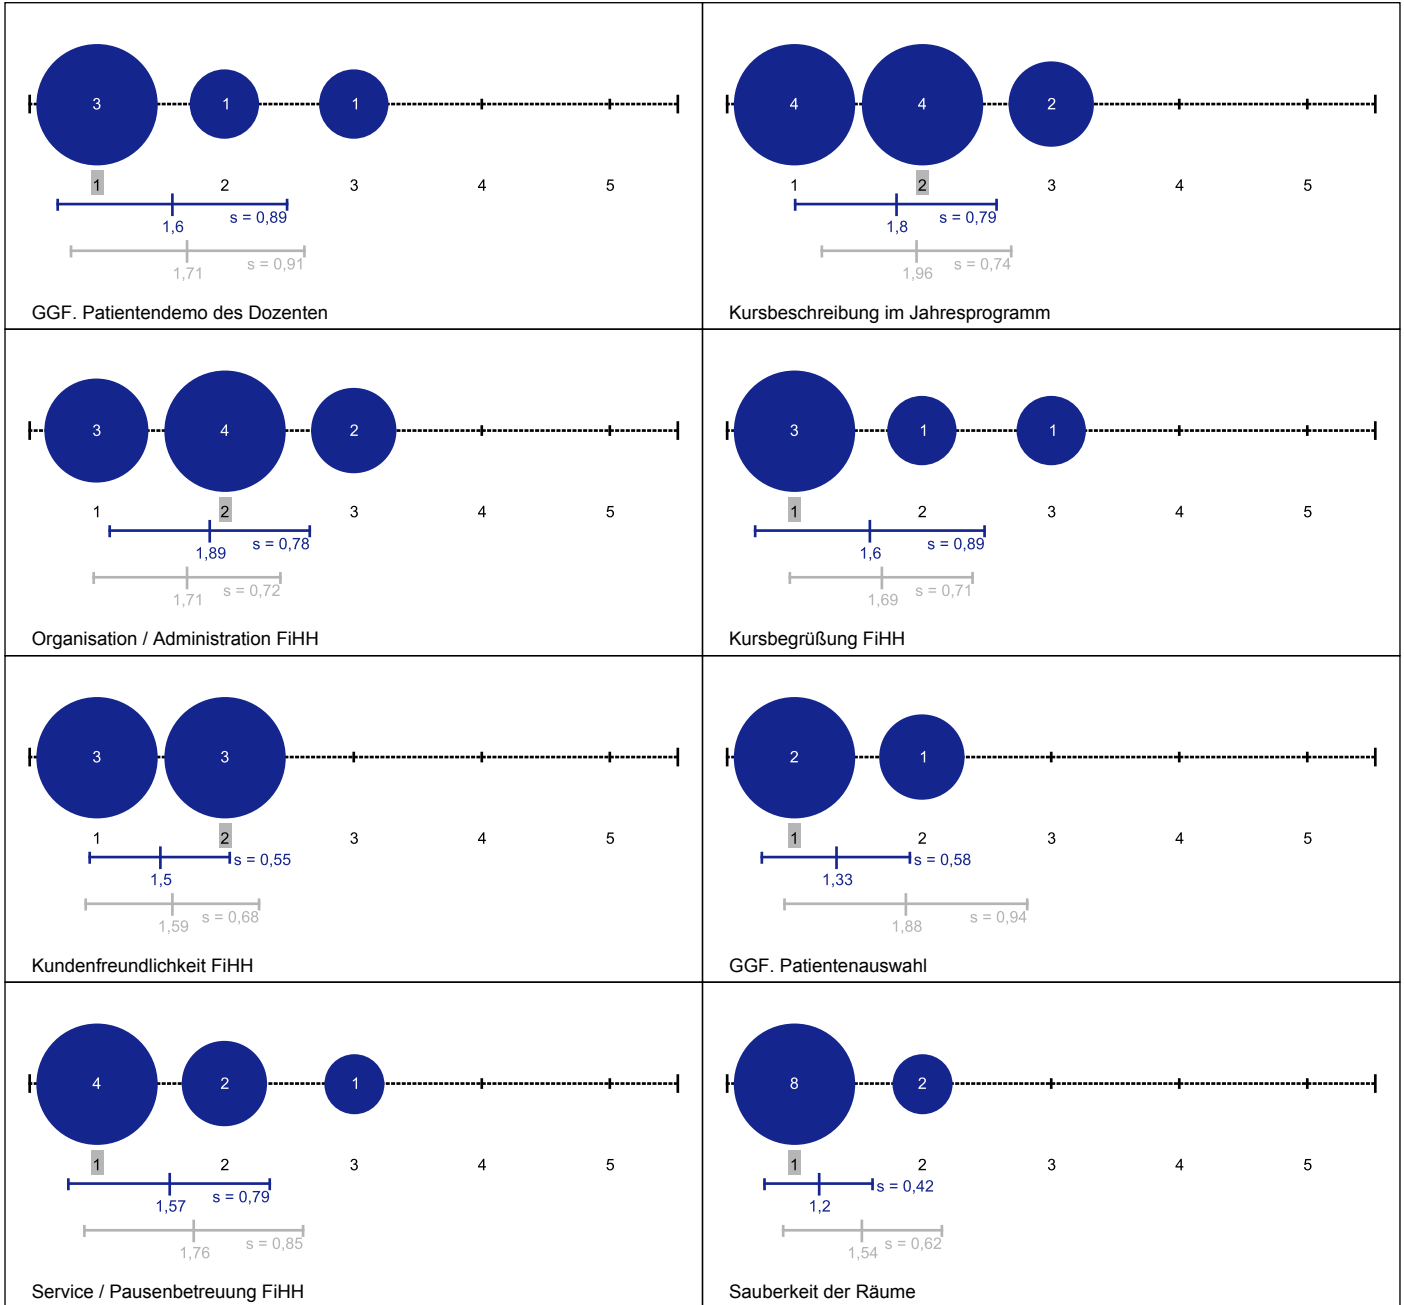 3 1 1
1 2 3 4 5
s = 0,89
1,6
s = 0,91
1,71
GGF. Patientendemo des Dozenten
4 4 2
1 2 3 4 5
s = 0,79
1,8
s = 0,74
1,96
Kursbeschreibung im Jahresprogramm
3 4 2
1 2 3 4 5
s = 0,78
1,89
s = 0,72
1,71
Organisation / Administration FiHH
3 1 1
1 2 3 4 5
s = 0,89
1,6
s = 0,71
1,69
Kursbegrüßung FiHH
3 3
1 2 3 4 5
s = 0,55
1,5
s = 0,68
1,59
Kundenfreundlichkeit FiHH
2 1
1 2 3 4 5
s = 0,58
1,33
s = 0,94
1,88
GGF. Patientenauswahl
4 2 1
1 2 3 4 5
s = 0,79
1,57
s = 0,85
1,76
Service / Pausenbetreuung FiHH
8 2
1 2 3 4 5
s = 0,42
1,2
s = 0,62
1,54
Sauberkeit der Räume